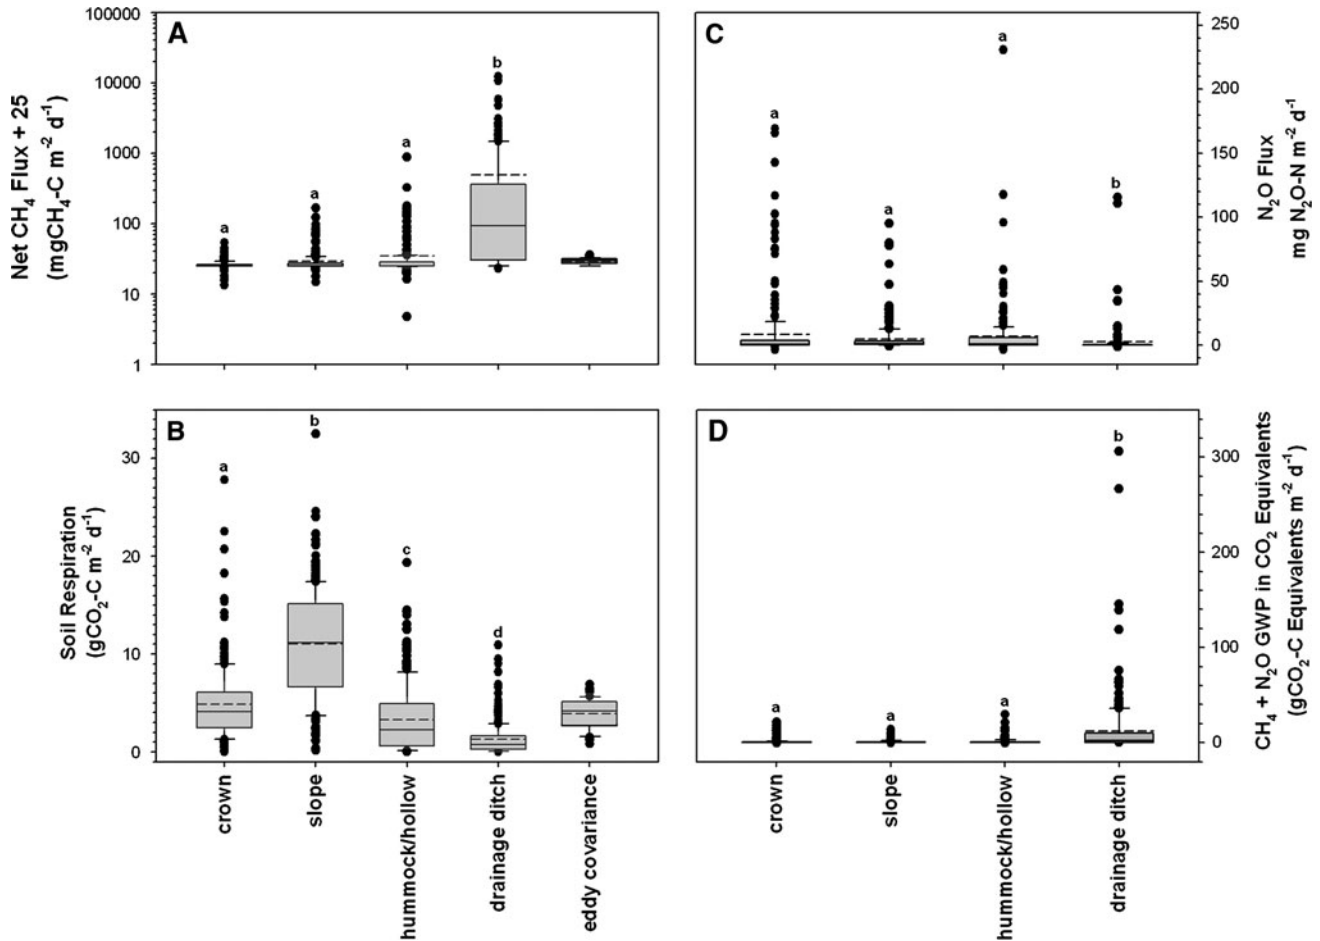 A
100000
10000
1000
100
10
1
Net CH4 Flux + 25
(mgCH4-C m-2 d-1)
a
a
a
b
C
250
200
150
100
50
0
N2O Flux
mg N2O-N m-2 d-1
a
a
a
b
B
30
20
10
0
Soil Respiration
(gCO2-C m-2 d-1)
a
b
c
d
crown
slope
hummock/hollow
drainage ditch
eddy covariance
D
300
200
100
0
CH4 + N2O GWP in CO2 Equivalents
(gCO2-C Equivalents m-2 d-1)
a
a
a
b
crown
slope
hummock/hollow
drainage ditch